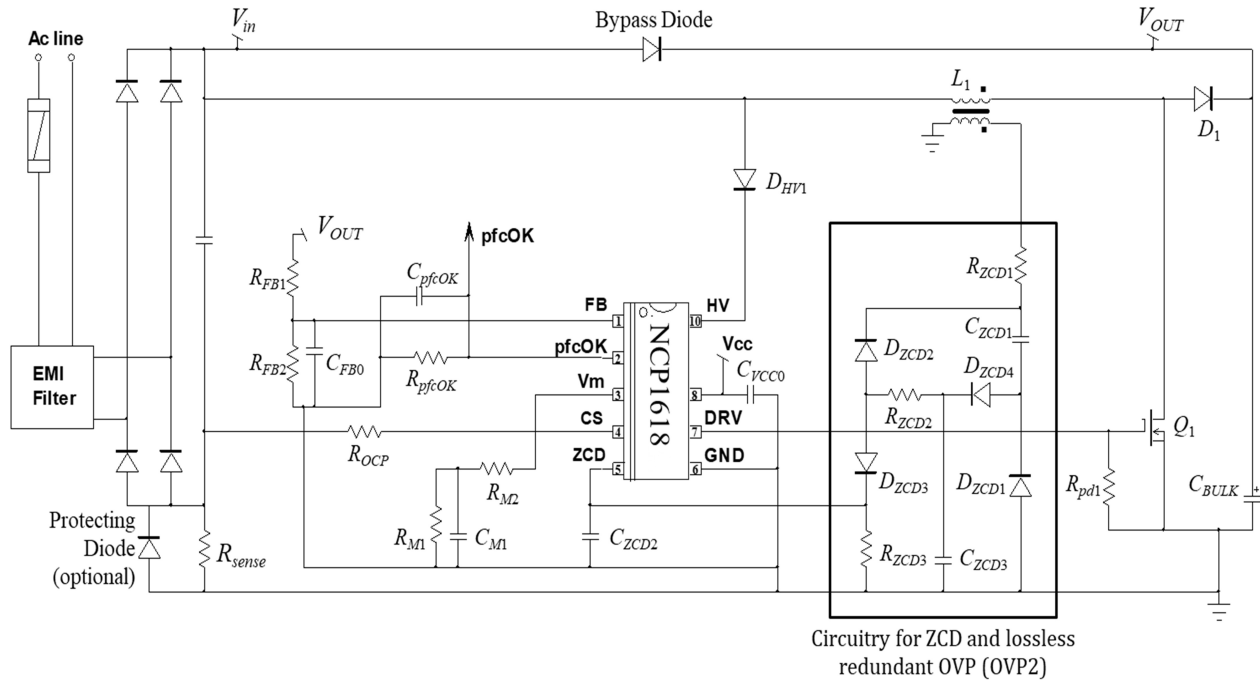 Ac line
V_in
Bypass Diode
V_OUT
L_1
D_1
D_HV1
V_OUT
pfcOK
R_FB1
C_pfcOK
R_ZCD1
FB
HV
1
10
C_ZCD1
Vcc
D_ZCD2
R_FB2
C_FB0
R_pfcOK
pfcOK
2
NCP1618
C_VCC0
D_ZCD4
EMI
Filter
Vm
3
8
R_ZCD2
CS
4
DRV
7
Q_1
R_OCP
ZCD
5
GND
6
R_M2
D_ZCD3
D_ZCD1
R_pd1
C_BULK
+
Protecting
Diode
(optional)
R_sense
R_M1
C_M1
C_ZCD2
R_ZCD3
C_ZCD3
Circuitry for ZCD and lossless
redundant OVP (OVP2)